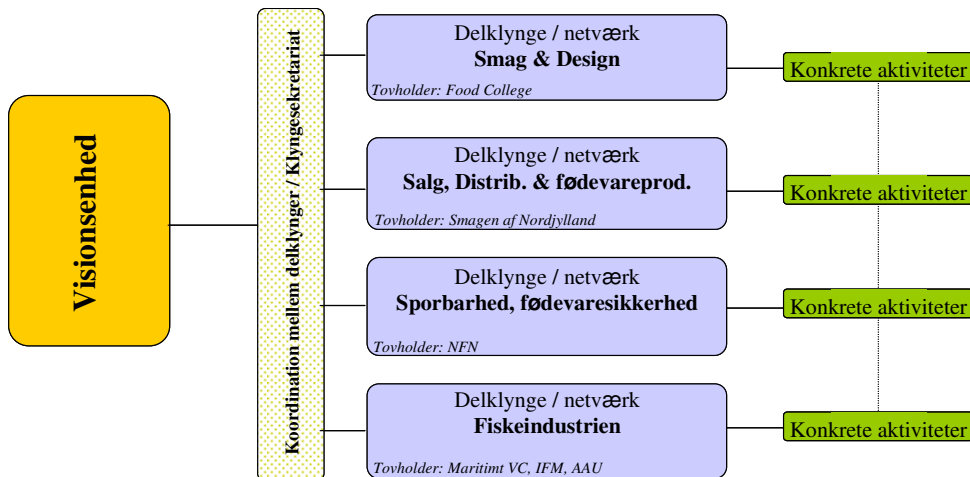 Visionsenhed
Koordination mellem delklynger / Klyngesekretariat
Delklynge / netværk
Smag & Design
Tovholder: Food College
Konkrete aktiviteter
Delklynge / netværk
Salg, Distrib. & fødevareprod.
Tovholder: Smagen af Nordjylland
Konkrete aktiviteter
Delklynge / netværk
Sporbarhed, fødevaresikkerhed
Tovholder: NFN
Konkrete aktiviteter
Delklynge / netværk
Fiskeindustrien
Tovholder: Maritimt VC, IFM, AAU
Konkrete aktiviteter